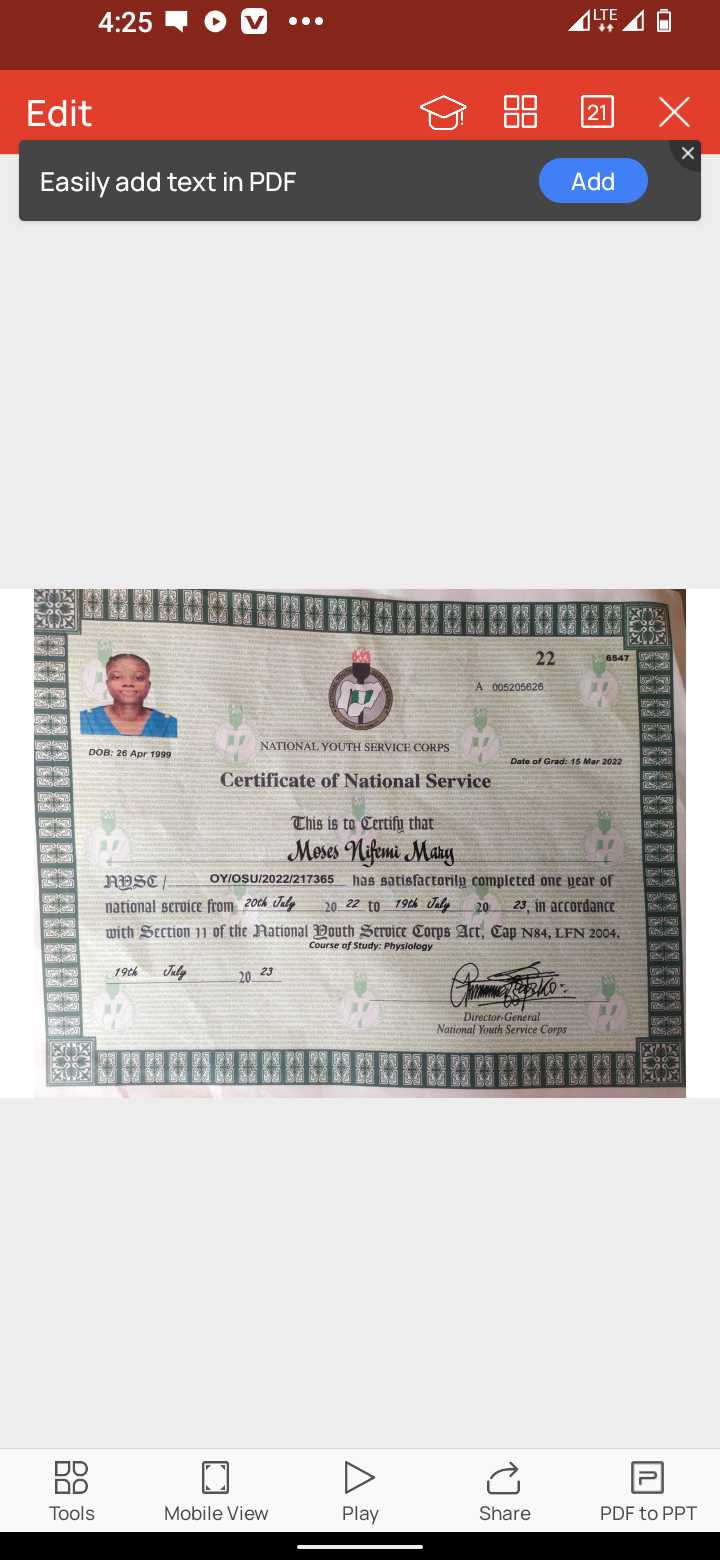 4:25
LTE
Edit
21
Easily add text in PDF
Add
22
6547
A 005205626
DOB: 26 Apr 1999
NATIONAL YOUTH SERVICE CORPS
Date of Grad: 15 Mar 2022
Certificate of National Service
This is to Certify that
Moses Nifemi Mary
NYSC / OY/OSU/2022/217365 has satisfactorily completed one year of
national service from 20th July 20 22 to 19th July 20 23, in accordance
with Section 11 of the National Youth Service Corps Act, Cap N84, LFN 2004.
Course of Study: Physiology
19th July 20 23
Director-General
National Youth Service Corps
Tools
Mobile View
Play
Share
PDF to PPT